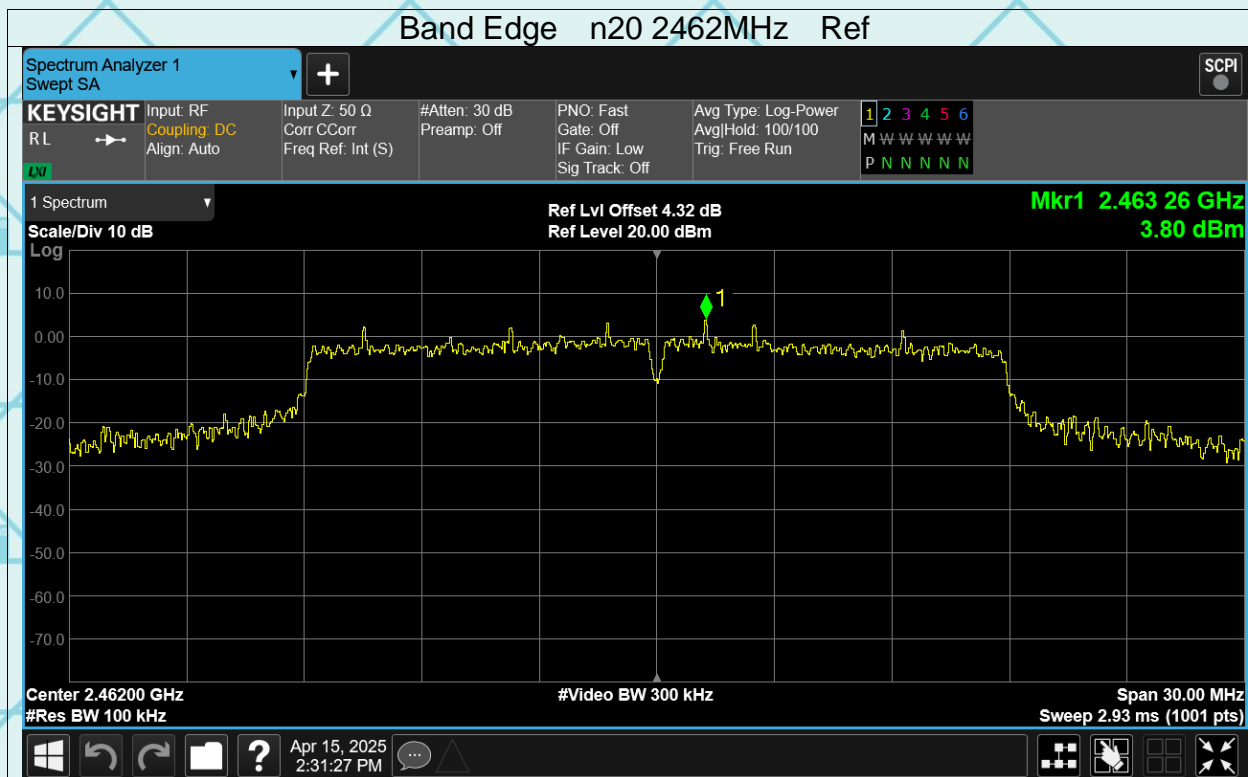 Band Edge n20 2462MHz Ref
Spectrum Analyzer 1
Swept SA
+
SCPI
KEYSIGHT
RL
LXI
Input: RF
Coupling: DC
Align: Auto
Input Z: 50 Ω
Corr CCorr
Freq Ref: Int (S)
#Atten: 30 dB
Preamp: Off
PNO: Fast
Gate: Off
IF Gain: Low
Sig Track: Off
Avg Type: Log-Power
Avg|Hold: 100/100
Trig: Free Run
1 2 3 4 5 6
M W W W W W
P N N N N N
1 Spectrum
Scale/Div 10 dB
Ref Lvl Offset 4.32 dB
Ref Level 20.00 dBm
Mkr1 2.463 26 GHz
3.80 dBm
Log
1
10.0
0.00
-10.0
-20.0
-30.0
-40.0
-50.0
-60.0
-70.0
Center 2.46200 GHz
#Res BW 100 kHz
#Video BW 300 kHz
Span 30.00 MHz
Sweep 2.93 ms (1001 pts)
?
Apr 15, 2025
2:31:27 PM